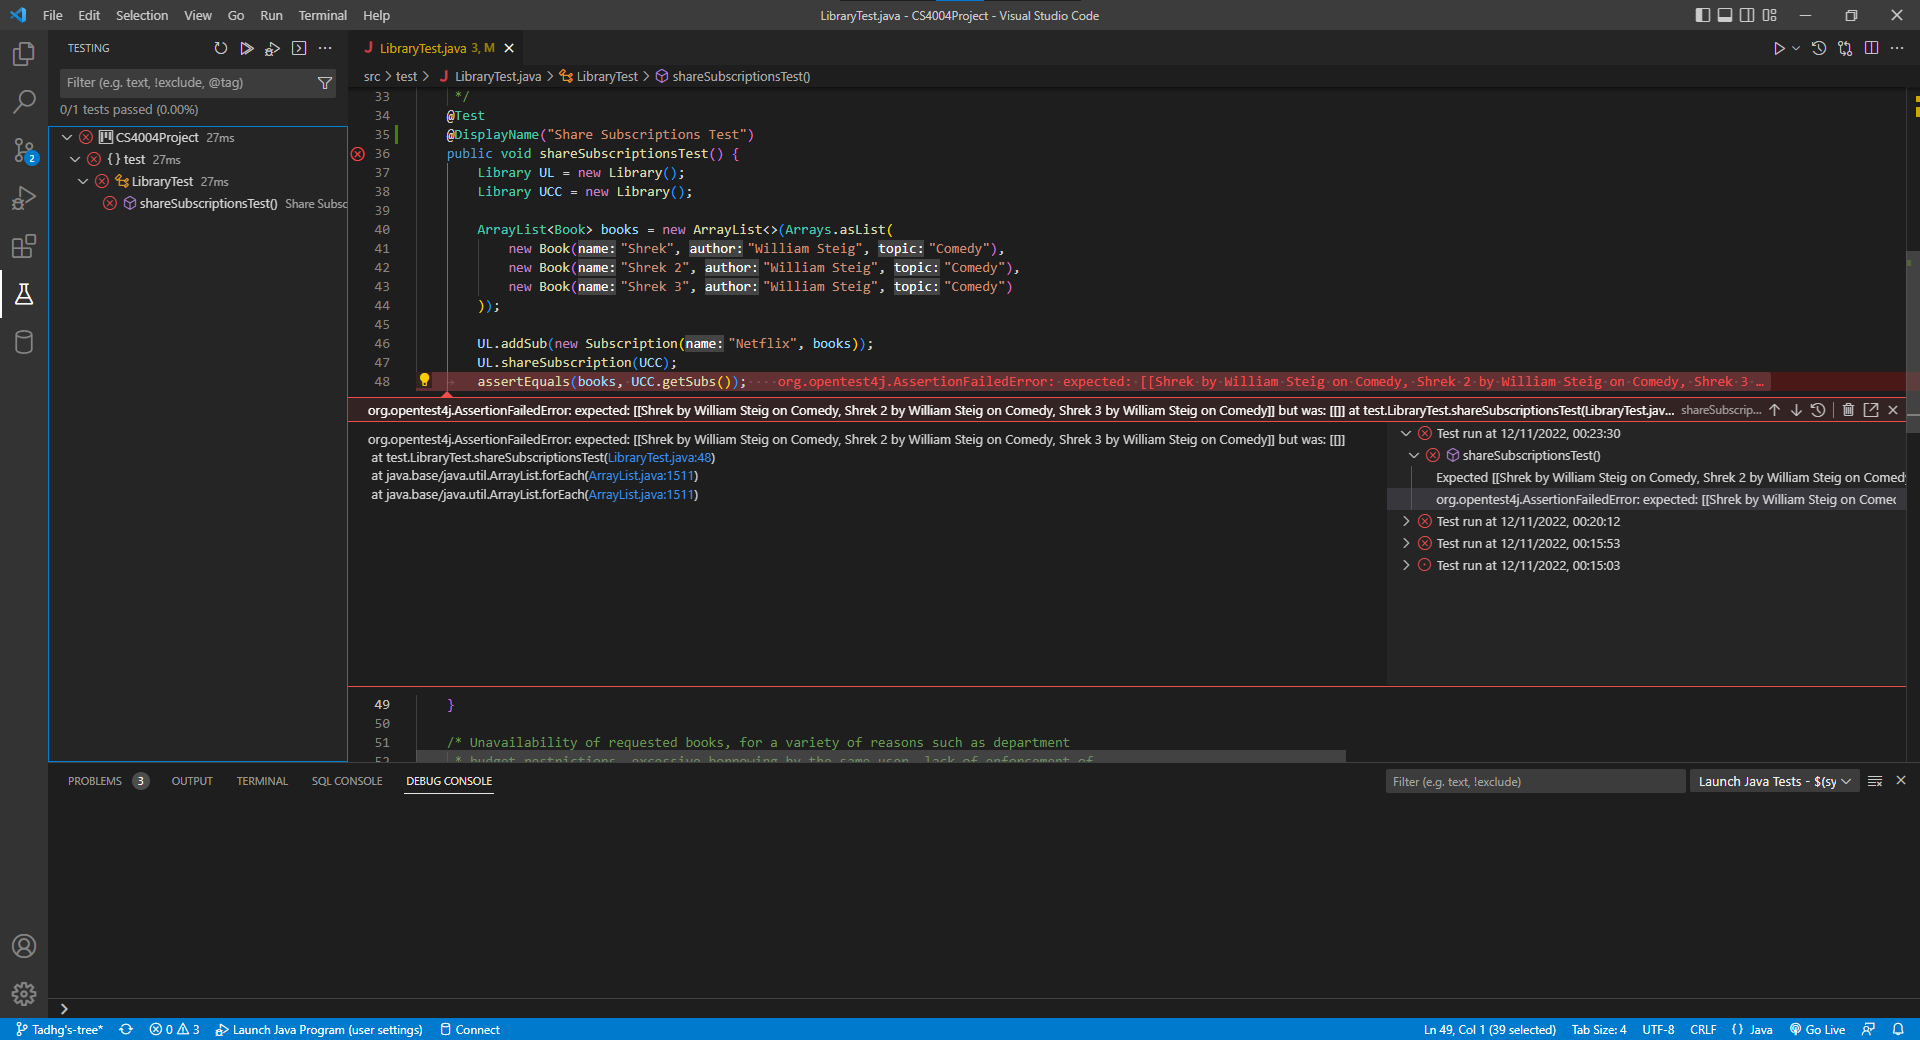 File Edit Selection View Go Run Terminal Help
LibraryTest.java - CS4004Project - Visual Studio Code
TESTING
Filter (e.g. text, !exclude, @tag)
0/1 tests passed (0.00%)
CS4004Project 27ms
{} test 27ms
LibraryTest 27ms
shareSubscriptionsTest() Share Subsc
2
LibraryTest.java 3, M
src > test > J LibraryTest.java > LibraryTest > shareSubscriptionsTest()
33 */
34 @Test
35 @DisplayName("Share Subscriptions Test")
36 public void shareSubscriptionsTest() {
37 Library UL = new Library();
38 Library UCC = new Library();
39
40 ArrayList<Book> books = new ArrayList<>(Arrays.asList(
41 new Book(name: "Shrek", author: "William Steig", topic: "Comedy"),
42 new Book(name: "Shrek 2", author: "William Steig", topic: "Comedy"),
43 new Book(name: "Shrek 3", author: "William Steig", topic: "Comedy")
44 ));
45
46 UL.addSub(new Subscription(name: "Netflix", books));
47 UL.shareSubscription(UCC);
48 assertEquals(books, UCC.getSubs()); org.opentest4j.AssertionFailedError: expected: [[Shrek by William Steig on Comedy, Shrek 2 by William Steig on Comedy, Shrek 3 …
org.opentest4j.AssertionFailedError: expected: [[Shrek by William Steig on Comedy, Shrek 2 by William Steig on Comedy, Shrek 3 by William Steig on Comedy]] but was: [[]] at test.LibraryTest.shareSubscriptionsTest(LibraryTest.jav... shareSubscrip...
org.opentest4j.AssertionFailedError: expected: [[Shrek by William Steig on Comedy, Shrek 2 by William Steig on Comedy, Shrek 3 by William Steig on Comedy]] but was: [[]]
at test.LibraryTest.shareSubscriptionsTest(LibraryTest.java:48)
at java.base/java.util.ArrayList.forEach(ArrayList.java:1511)
at java.base/java.util.ArrayList.forEach(ArrayList.java:1511)
Test run at 12/11/2022, 00:23:30
shareSubscriptionsTest()
Expected [[Shrek by William Steig on Comedy, Shrek 2 by William Steig on Comedy
org.opentest4j.AssertionFailedError: expected: [[Shrek by William Steig on Comed
Test run at 12/11/2022, 00:20:12
Test run at 12/11/2022, 00:15:53
Test run at 12/11/2022, 00:15:03
49 }
50
51 /* Unavailability of requested books, for a variety of reasons such as department
52 * budget restrictions, excessive borrowing by the same user, lack of enforcement of
PROBLEMS 3 OUTPUT TERMINAL SQL CONSOLE DEBUG CONSOLE
Filter (e.g. text, !exclude)
Launch Java Tests - $(sy
Tadhg's-tree* 0 3 Launch Java Program (user settings) Connect
Ln 49, Col 1 (39 selected) Tab Size: 4 UTF-8 CRLF {} Java Go Live